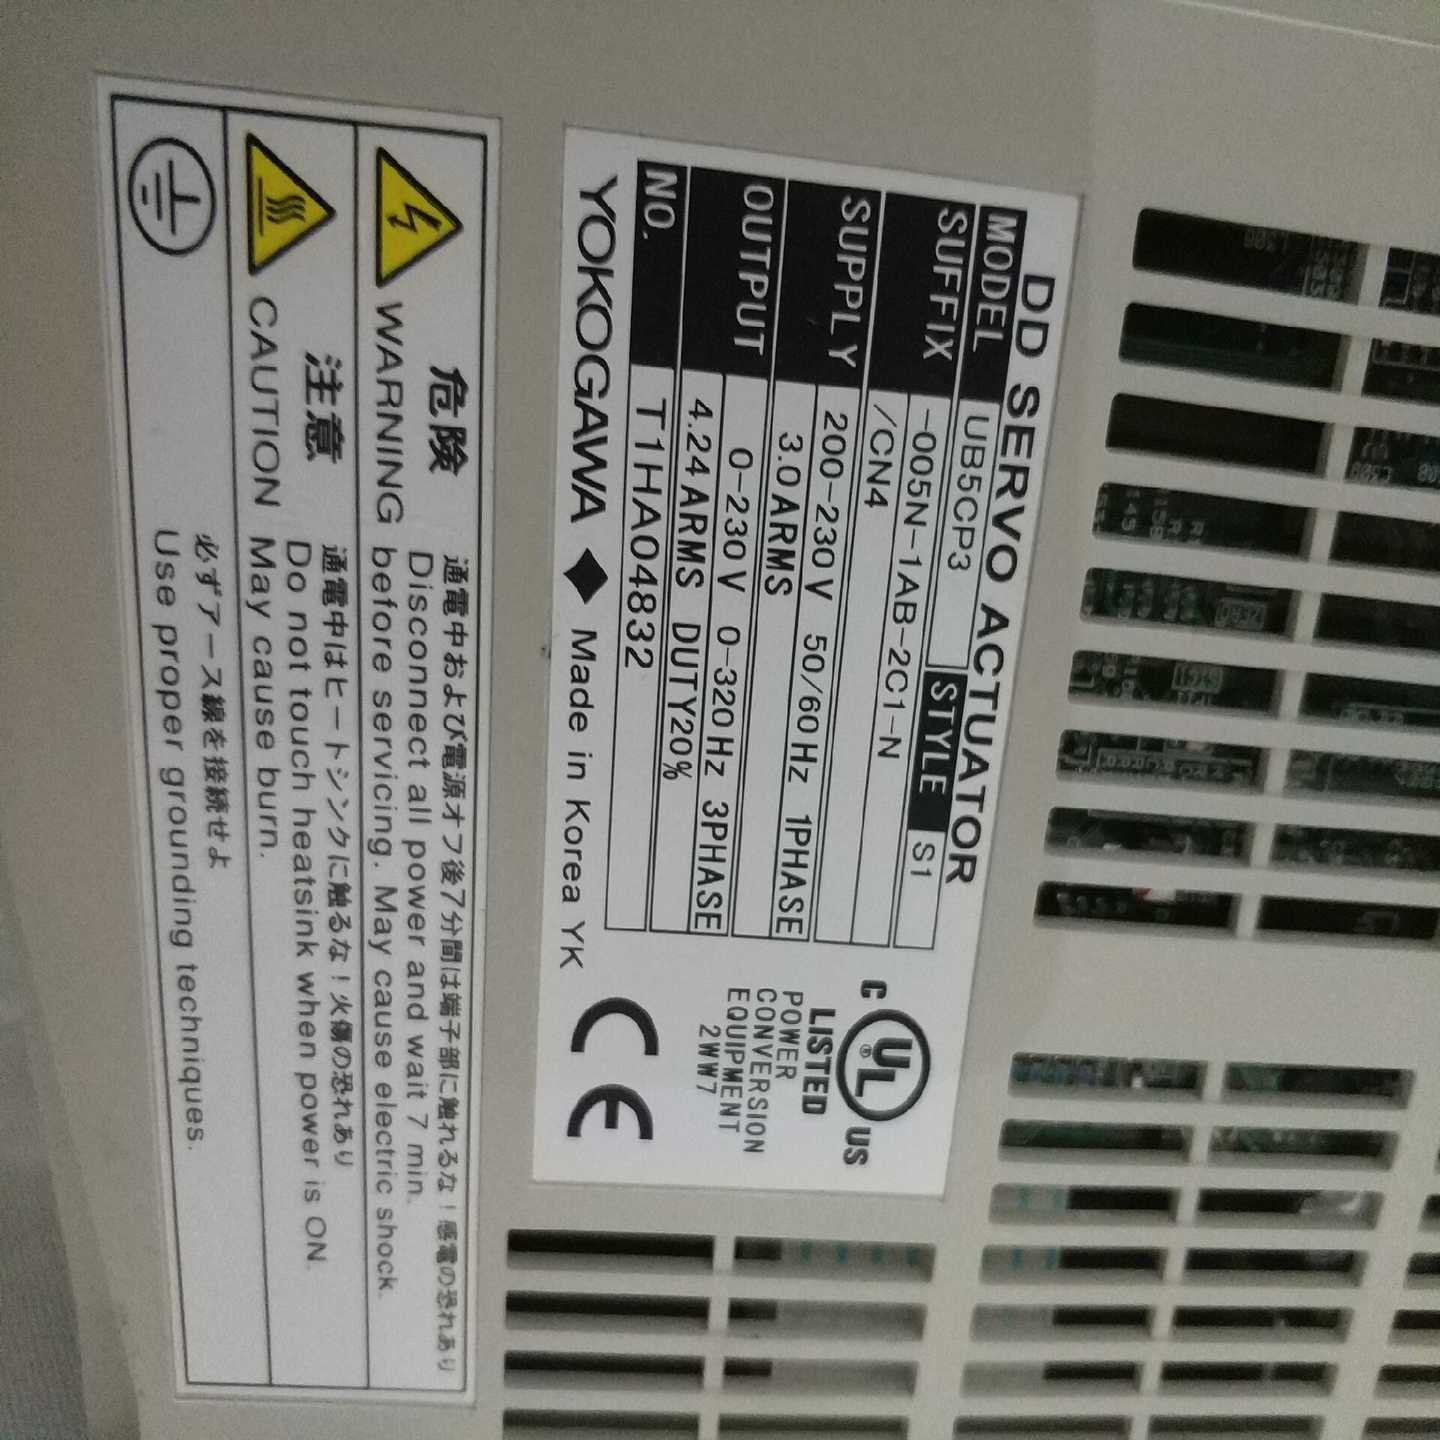 DD SERVO ACTUATOR
MODEL UB5CP3 STYLE S1
SUFFIX -005N-1AB-2C1-N
/CN4
SUPPLY 200-230V 50/60Hz 1PHASE
3.0ARMS
OUTPUT 0-230V 0-320Hz 3PHASE
4.24ARMS DUTY20%
NO. T1HA04832
YOKOGAWA ◆ Made in Korea YK
C UL ® US
LISTED
POWER
CONVERSION
EQUIPMENT
2WW7
CE
危険 通電中および電源オフ後7分間は端子部に触れるな！感電の恐れあり
WARNING Disconnect all power and wait 7 min.
before servicing. May cause electric shock.
注意 通電中はヒートシンクに触るな！火傷の恐れあり
CAUTION Do not touch heatsink when power is ON.
May cause burn.
必ずアース線を接続せよ
Use proper grounding techniques.